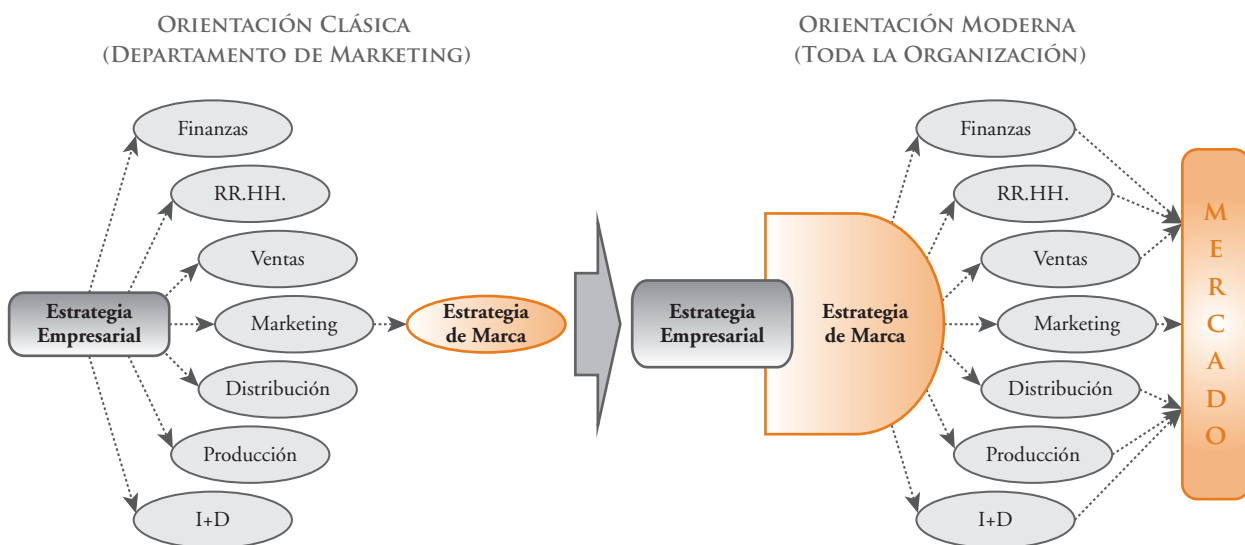 Orientación Clásica
(Departamento de Marketing)
Finanzas
RR.HH.
Ventas
Estrategia
Empresarial
Marketing
Estrategia
de Marca
Distribución
Producción
I+D
Orientación Moderna
(Toda la Organización)
Finanzas
RR.HH.
Ventas
Estrategia
Empresarial
Estrategia
de Marca
Marketing
Distribución
Producción
I+D
MERCADO